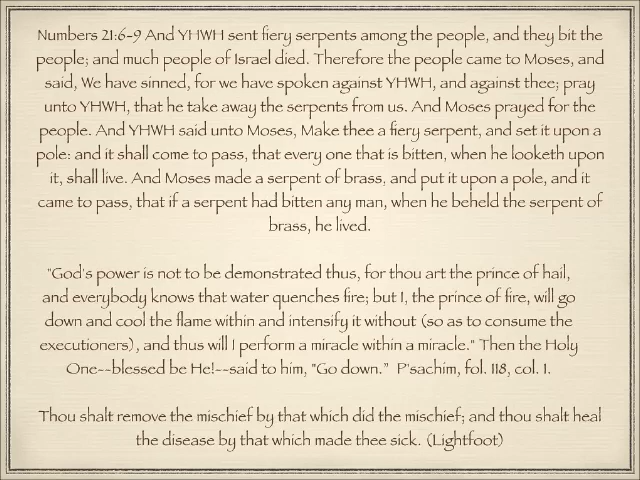 Numbers 21:6-9 And YHWH sent fiery serpents among the people, and they bit the
people; and much people of Israel died. Therefore the people came to Moses, and
said, We have sinned, for we have spoken against YHWH, and against thee; pray
unto YHWH, that he take away the serpents from us. And Moses prayed for the
people. And YHWH said unto Moses, Make thee a fiery serpent, and set it upon a
pole: and it shall come to pass, that every one that is bitten, when he looketh upon
it, shall live. And Moses made a serpent of brass, and put it upon a pole, and it
came to pass, that if a serpent had bitten any man, when he beheld the serpent of
brass, he lived.
"God's power is not to be demonstrated thus, for thou art the prince of hail,
and everybody knows that water quenches fire; but I, the prince of fire, will go
down and cool the flame within and intensify it without (so as to consume the
executioners), and thus will I perform a miracle within a miracle." Then the Holy
One--blessed be He!--said to him, "Go down." P'sachim, fol. 118, col. 1.
Thou shalt remove the mischief by that which did the mischief; and thou shalt heal
the disease by that which made thee sick. (Lightfoot)